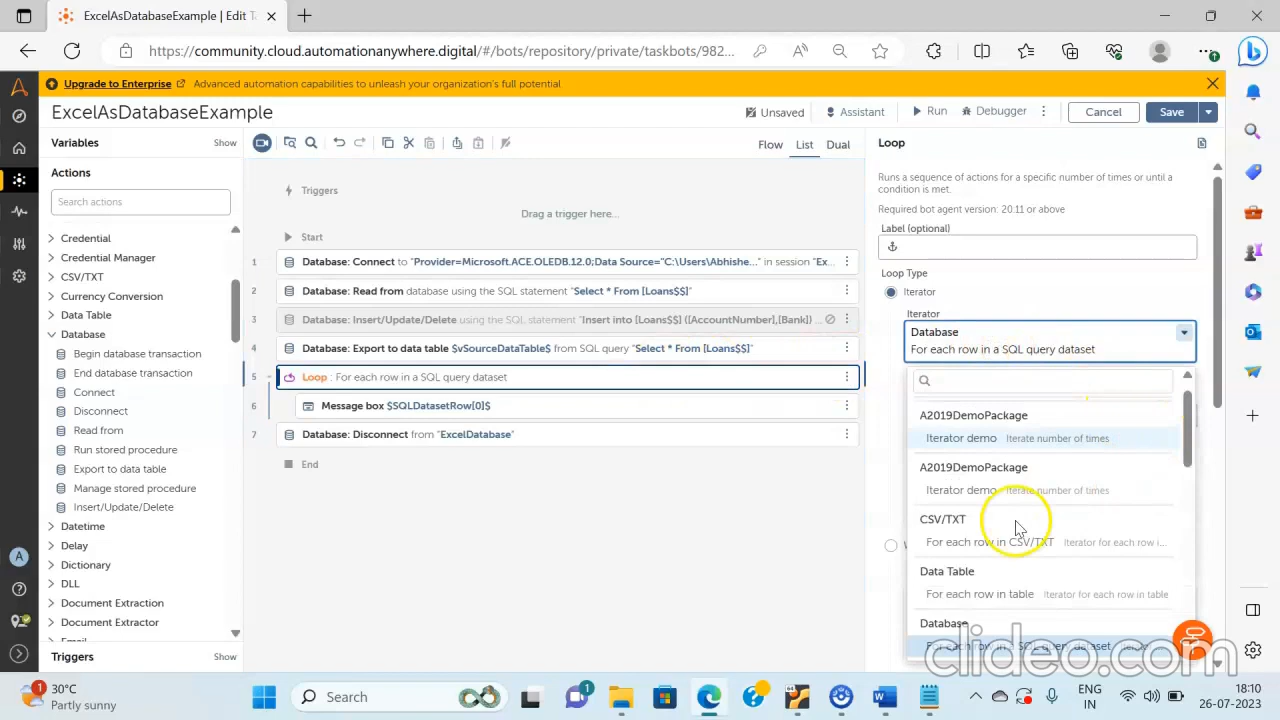 ExcelAsDatabaseExample | Edit T
https://community.cloud.automationanywhere.digital/#/bots/repository/private/taskbots/982...
Upgrade to Enterprise Advanced automation capabilities to unleash your organization's full potential
ExcelAsDatabaseExample
Unsaved Assistant Run Debugger Cancel Save
Variables Show
Flow List Dual
Loop
Actions
Search actions
Credential
Credential Manager
CSV/TXT
Currency Conversion
Data Table
Database
Begin database transaction
End database transaction
Connect
Disconnect
Read from
Run stored procedure
Export to data table
Manage stored procedure
Insert/Update/Delete
Datetime
Delay
Dictionary
DLL
Document Extraction
Document Extractor
Email
Triggers Show
Triggers
Drag a trigger here...
Start
1 Database: Connect to "Provider=Microsoft.ACE.OLEDB.12.0;Data Source="C:\Users\Abhishe..." in session "Ex...
2 Database: Read from database using the SQL statement "Select * From [Loans$$]"
3 Database: Insert/Update/Delete using the SQL statement "Insert into [Loans$$] ([AccountNumber],[Bank]) ...
4 Database: Export to data table $vSourceDataTable$ from SQL query "Select * From [Loans$$]"
5 Loop : For each row in a SQL query dataset
6 Message box $SQLDatasetRow[0]$
7 Database: Disconnect from "ExcelDatabase"
End
Runs a sequence of actions for a specific number of times or until a
condition is met.
Required bot agent version: 20.11 or above
Label (optional)
Loop Type
Iterator
Iterator
Database
For each row in a SQL query dataset
A2019DemoPackage
Iterator demo Iterate number of times
A2019DemoPackage
Iterator demo Iterate number of times
CSV/TXT
For each row in CSV/TXT Iterator for each row i...
Data Table
For each row in table Iterator for each row in table
Database
For each row in a SQL query dataset
clideo.com
30°C
Partly sunny
Search
1
ENG
IN
18:10
26-07-2023